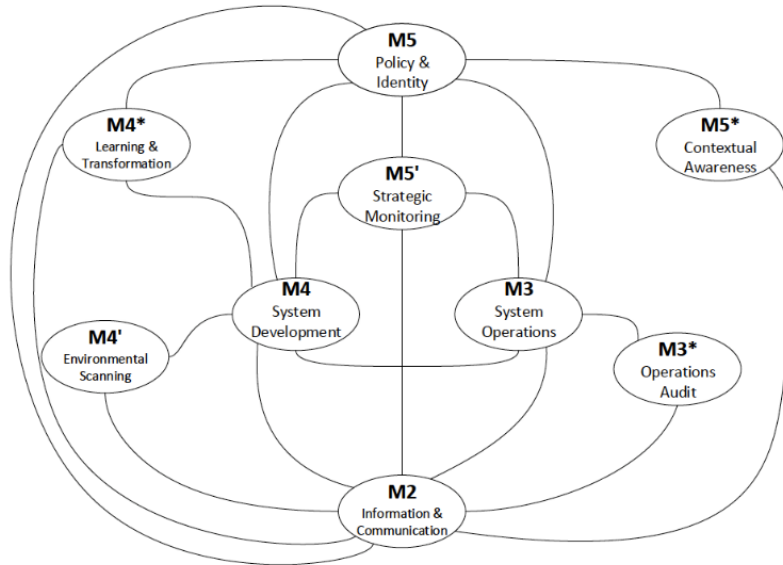 M5
Policy &
Identity
M4*
Learning &
Transformation
M5*
Contextual
Awareness
M5'
Strategic
Monitoring
M4
System
Development
M3
System
Operations
M4'
Environmental
Scanning
M3*
Operations
Audit
M2
Information &
Communication